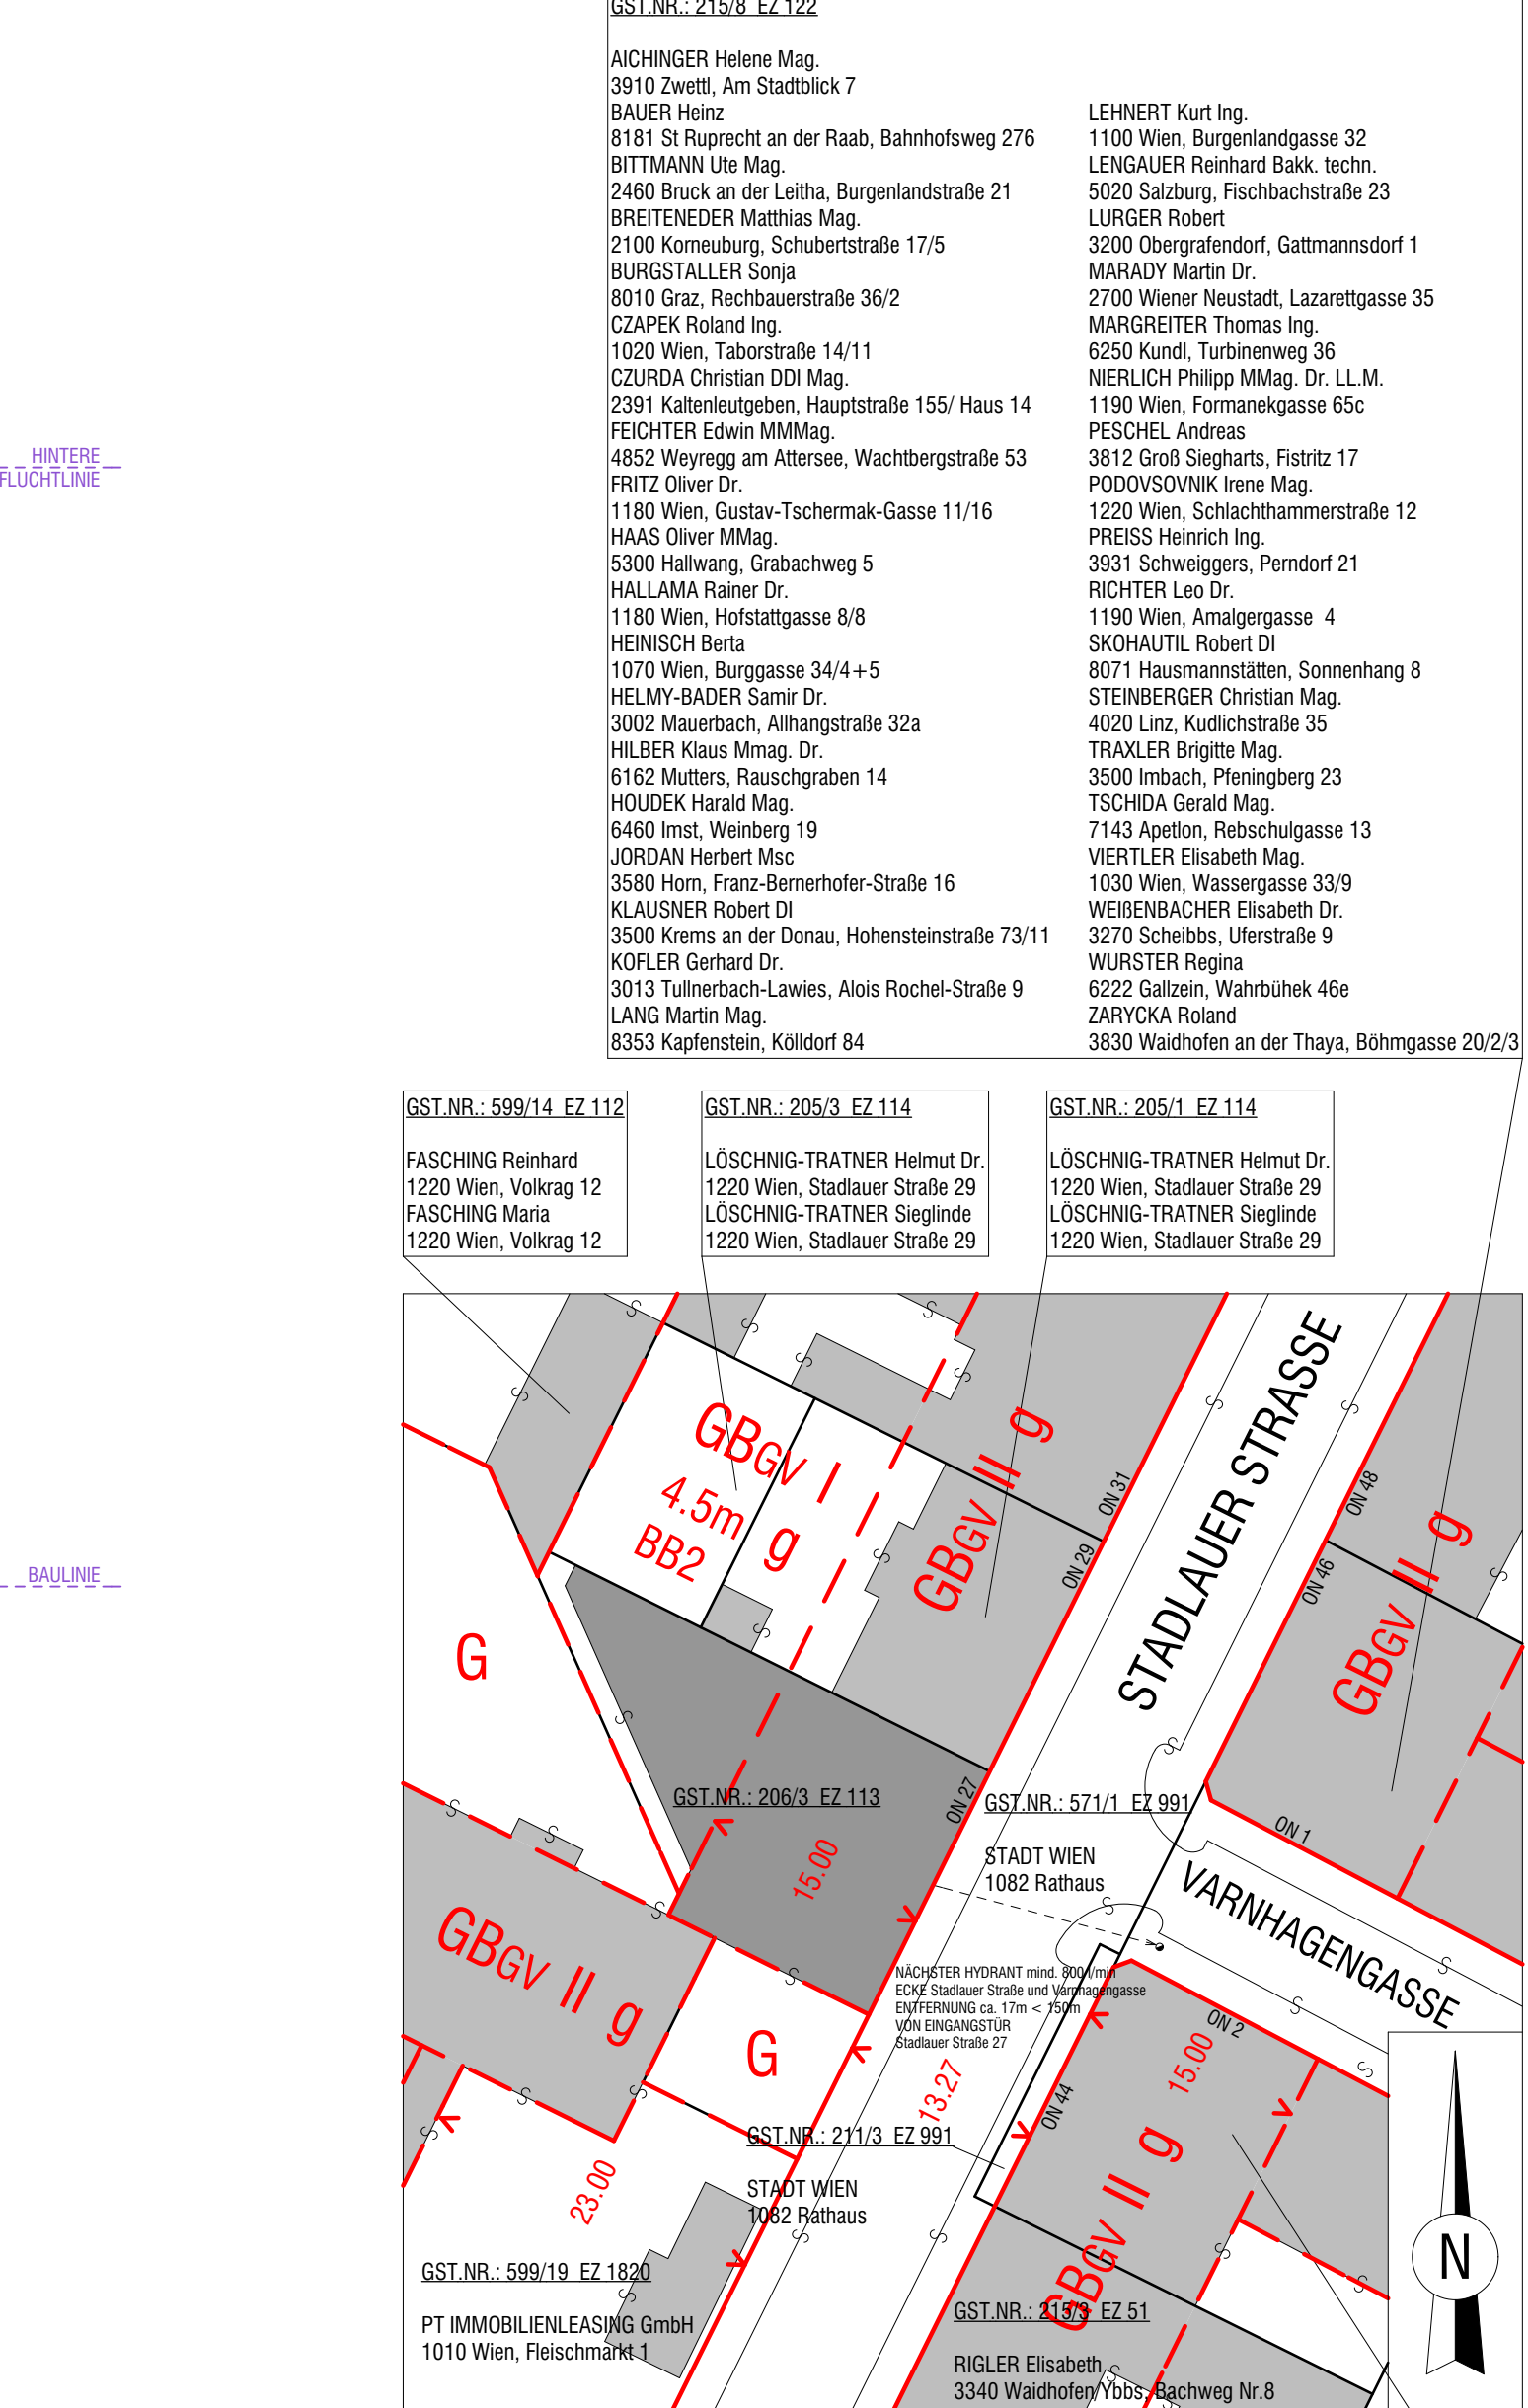 GST.NR.: 215/8 EZ 122
AICHINGER Helene Mag.
3910 Zwettl, Am Stadtblick 7
BAUER Heinz
8181 St Ruprecht an der Raab, Bahnhofsweg 276
BITTMANN Ute Mag.
2460 Bruck an der Leitha, Burgenlandstraße 21
BREITENEDER Matthias Mag.
2100 Korneuburg, Schubertstraße 17/5
BURGSTALLER Sonja
8010 Graz, Rechbauerstraße 36/2
CZAPEK Roland Ing.
1020 Wien, Taborstraße 14/11
CZURDA Christian DDI Mag.
2391 Kaltenleutgeben, Hauptstraße 155/ Haus 14
FEICHTER Edwin MMMag.
4852 Weyregg am Attersee, Wachtbergstraße 53
FRITZ Oliver Dr.
1180 Wien, Gustav-Tschermak-Gasse 11/16
HAAS Oliver MMag.
5300 Hallwang, Grabachweg 5
HALLAMA Rainer Dr.
1180 Wien, Hofstattgasse 8/8
HEINISCH Berta
1070 Wien, Burggasse 34/4+5
HELMY-BADER Samir Dr.
3002 Mauerbach, Allhangstraße 32a
HILBER Klaus Mmag. Dr.
6162 Mutters, Rauschgraben 14
HOUDEK Harald Mag.
6460 Imst, Weinberg 19
JORDAN Herbert Msc
3580 Horn, Franz-Bernerhofer-Straße 16
KLAUSNER Robert DI
3500 Krems an der Donau, Hohensteinstraße 73/11
KOFLER Gerhard Dr.
3013 Tullnerbach-Lawies, Alois Rochel-Straße 9
LANG Martin Mag.
8353 Kapfenstein, Kölldorf 84
LEHNERT Kurt Ing.
1100 Wien, Burgenlandgasse 32
LENGAUER Reinhard Bakk. techn.
5020 Salzburg, Fischbachstraße 23
LURGER Robert
3200 Obergrafendorf, Gattmannsdorf 1
MARADY Martin Dr.
2700 Wiener Neustadt, Lazarettgasse 35
MARGREITER Thomas Ing.
6250 Kundl, Turbinenweg 36
NIERLICH Philipp MMag. Dr. LL.M.
1190 Wien, Formanekgasse 65c
PESCHEL Andreas
3812 Groß Siegharts, Fistritz 17
PODOVSOVNIK Irene Mag.
1220 Wien, Schlachthammerstraße 12
PREISS Heinrich Ing.
3931 Schweiggers, Perndorf 21
RICHTER Leo Dr.
1190 Wien, Amalgergasse 4
SKOHAUTIL Robert DI
8071 Hausmannstätten, Sonnenhang 8
STEINBERGER Christian Mag.
4020 Linz, Kudlichstraße 35
TRAXLER Brigitte Mag.
3500 Imbach, Pfeningberg 23
TSCHIDA Gerald Mag.
7143 Apetlon, Rebschulgasse 13
VIERTLER Elisabeth Mag.
1030 Wien, Wassergasse 33/9
WEIßENBACHER Elisabeth Dr.
3270 Scheibbs, Uferstraße 9
WURSTER Regina
6222 Gallzein, Wahrbühek 46e
ZARYCKA Roland
3830 Waidhofen an der Thaya, Böhmgasse 20/2/3
HINTERE
FLUCHTLINIE
GST.NR.: 599/14 EZ 112
FASCHING Reinhard
1220 Wien, Volkrag 12
FASCHING Maria
1220 Wien, Volkrag 12
GST.NR.: 205/3 EZ 114
LÖSCHNIG-TRATNER Helmut Dr.
1220 Wien, Stadlauer Straße 29
LÖSCHNIG-TRATNER Sieglinde
1220 Wien, Stadlauer Straße 29
GST.NR.: 205/1 EZ 114
LÖSCHNIG-TRATNER Helmut Dr.
1220 Wien, Stadlauer Straße 29
LÖSCHNIG-TRATNER Sieglinde
1220 Wien, Stadlauer Straße 29
BAULINIE
GBGV I g
4.5m
BB2
GBGV III g
ON 31
ON 29
STADLAUER STRASSE
ON 48
ON 46
GBGV II g
G
GST.NR.: 206/3 EZ 113
15.00
ON 27
GST.NR.: 571/1 EZ 991
STADT WIEN
1082 Rathaus
ON 1
VARNHAGENGASSE
GBGV II g
G
NÄCHSTER HYDRANT mind. 800 l/min
ECKE Stadlauer Straße und Varnhagengasse
ENTFERNUNG ca. 17m < 150m
VON EINGANGSTÜR
Stadlauer Straße 27
ON 2
15.00
13.27
ON 44
GST.NR.: 211/3 EZ 991
STADT WIEN
1082 Rathaus
23.00
GBGV II g
GST.NR.: 599/19 EZ 1820
PT IMMOBILIENLEASING GmbH
1010 Wien, Fleischmarkt 1
GST.NR.: 215/3 EZ 51
RIGLER Elisabeth
3340 Waidhofen/Ybbs, Bachweg Nr.8
N